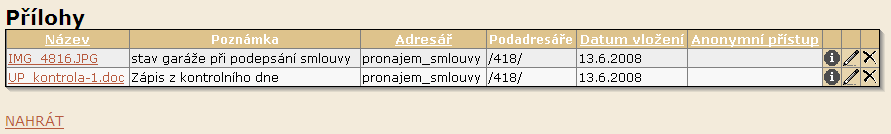 Přílohy
Název Poznámka Adresář Podadresáře Datum vložení Anonymní přístup
IMG_4816.JPG stav garáže při podepsání smlouvy pronajem_smlouvy /418/ 13.6.2008
UP_kontrola-1.doc Zápis z kontrolního dne pronajem_smlouvy /418/ 13.6.2008
NAHRÁT